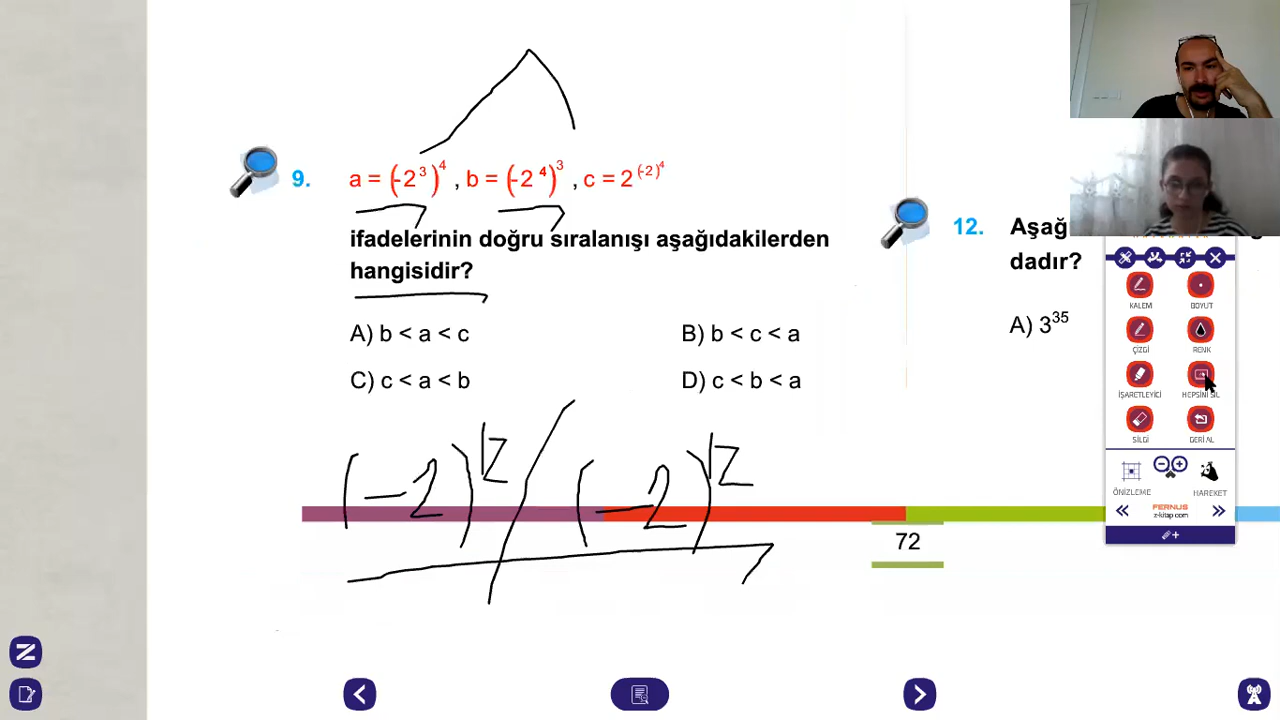 9. a = (-2³)⁴ , b = (-2⁴)³ , c = 2⁽⁻²⁾⁴
ifadelerinin doğru sıralanışı aşağıdakilerden
hangisidir?
A) b < a < c
B) b < c < a
C) c < a < b
D) c < b < a
(-2)¹² / (-2)¹²
72
12. Aşağ
dadır?
A) 3³⁵
KALEM
BOYUT
ÇİZGİ
RENK
İŞARETLEYİCİ
HEPSİNİ SİL
SİLGİ
GERİ AL
ÖNİZLEME
HAREKET
FERNUS
z-kitap.com